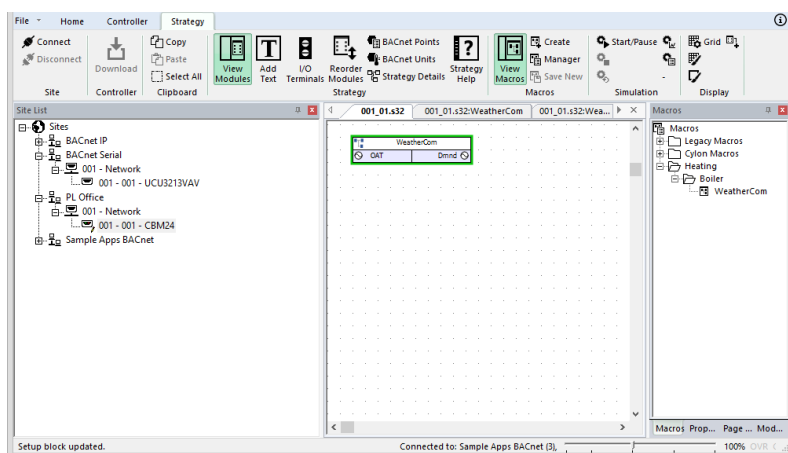 File Home Controller Strategy
Connect
Disconnect
Download
Copy
Paste
Select All
View Modules
Add Text
I/O Terminals
Reorder Modules
BACnet Points
BACnet Units
Strategy Details
Strategy Help
View Macros
Create
Manager
Save New
Start/Pause
-
Grid
Site Controller Clipboard Strategy Macros Simulation Display
Site List
Sites
BACnet IP
BACnet Serial
001 - Network
001 - 001 - UCU3213VAV
PL Office
001 - Network
001 - 001 - CBM24
Sample Apps BACnet
001_01.s32 001_01.s32:WeatherCom 001_01.s32:Wea...
WeatherCom
OAT Dmnd
Macros
Macros
Legacy Macros
Cylon Macros
Heating
Boiler
WeatherCom
Macros Prop... Page ... Mod...
Setup block updated. Connected to: Sample Apps BACnet (3), 100% OVR